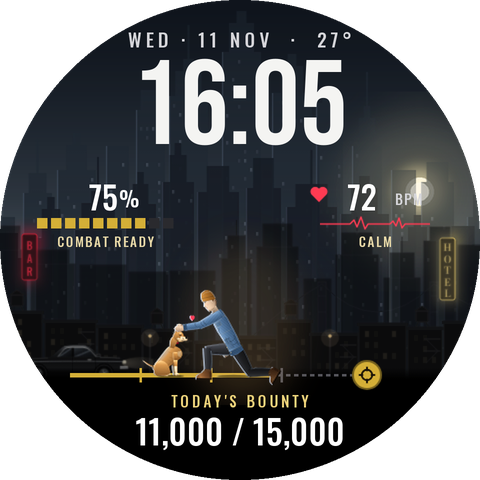 WED · 11 NOV · 27°
16:05
75%
72 BPM
COMBAT READY
CALM
BAR
HOTEL
TODAY'S BOUNTY
11,000 / 15,000